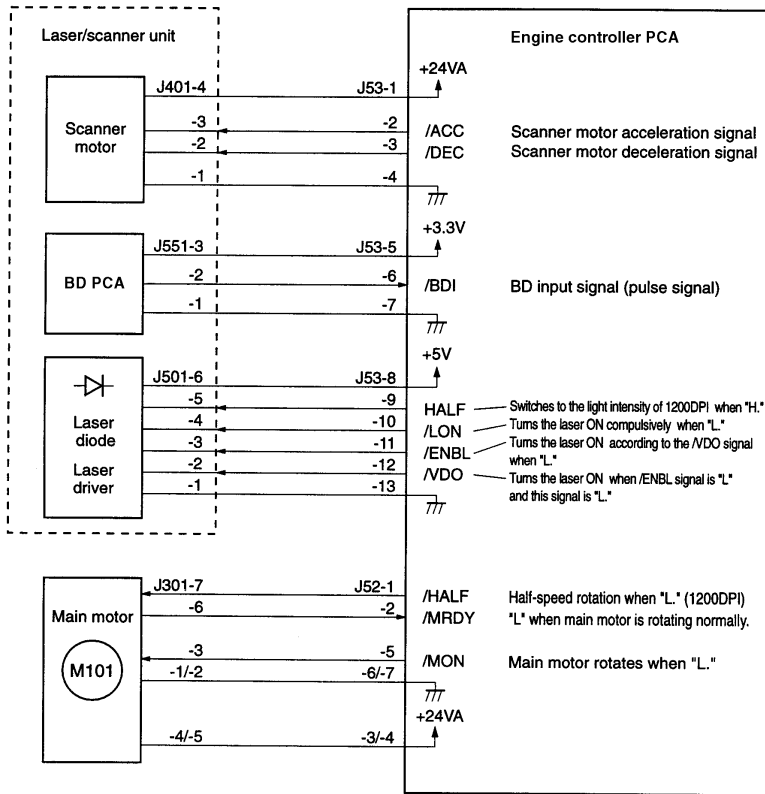 Laser/scanner unit
Engine controller PCA
+24VA
J401-4 J53-1
Scanner motor
-3 -2 /ACC Scanner motor acceleration signal
-2 -3 /DEC Scanner motor deceleration signal
-1 -4
+3.3V
J551-3 J53-5
BD PCA
-2 -6 /BDI BD input signal (pulse signal)
-1 -7
+5V
J501-6 J53-8
-5 -9 HALF Switches to the light intensity of 1200DPI when "H."
Laser diode
-4 -10 /LON Turns the laser ON compulsively when "L."
-3 -11 /ENBL Turns the laser ON according to the /VDO signal
when "L."
Laser driver
-2 -12 /VDO Turns the laser ON when /ENBL signal is "L"
and this signal is "L."
-1 -13
J301-7 J52-1 /HALF Half-speed rotation when "L." (1200DPI)
Main motor
-6 -2 /MRDY "L" when main motor is rotating normally.
-3 -5 /MON Main motor rotates when "L."
M101
-1/-2 -6/-7
+24VA
-4/-5 -3/-4